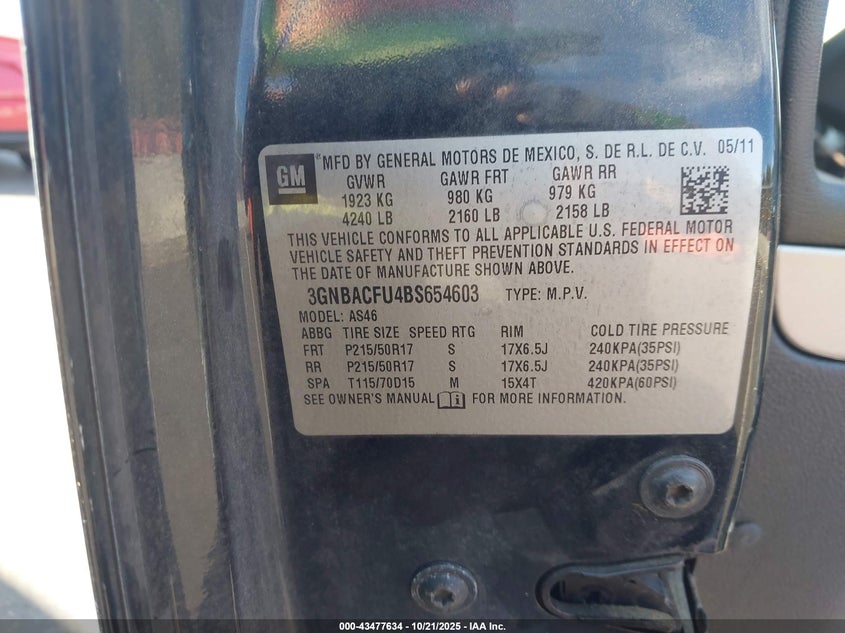 GM
MFD BY GENERAL MOTORS DE MEXICO, S. DE R.L. DE C.V. 05/11
GVWR GAWR FRT GAWR RR
1923 KG 980 KG 979 KG
4240 LB 2160 LB 2158 LB
THIS VEHICLE CONFORMS TO ALL APPLICABLE U.S. FEDERAL MOTOR
VEHICLE SAFETY AND THEFT PREVENTION STANDARDS IN EFFECT ON
THE DATE OF MANUFACTURE SHOWN ABOVE.
3GNBACFU4BS654603 TYPE: M.P.V.
MODEL: AS46
ABBG TIRE SIZE SPEED RTG RIM COLD TIRE PRESSURE
FRT P215/50R17 S 17X6.5J 240KPA(35PSI)
RR P215/50R17 S 17X6.5J 240KPA(35PSI)
SPA T115/70D15 M 15X4T 420KPA(60PSI)
SEE OWNER'S MANUAL FOR MORE INFORMATION.
000-43477634 - 10/21/2025 - IAA Inc.